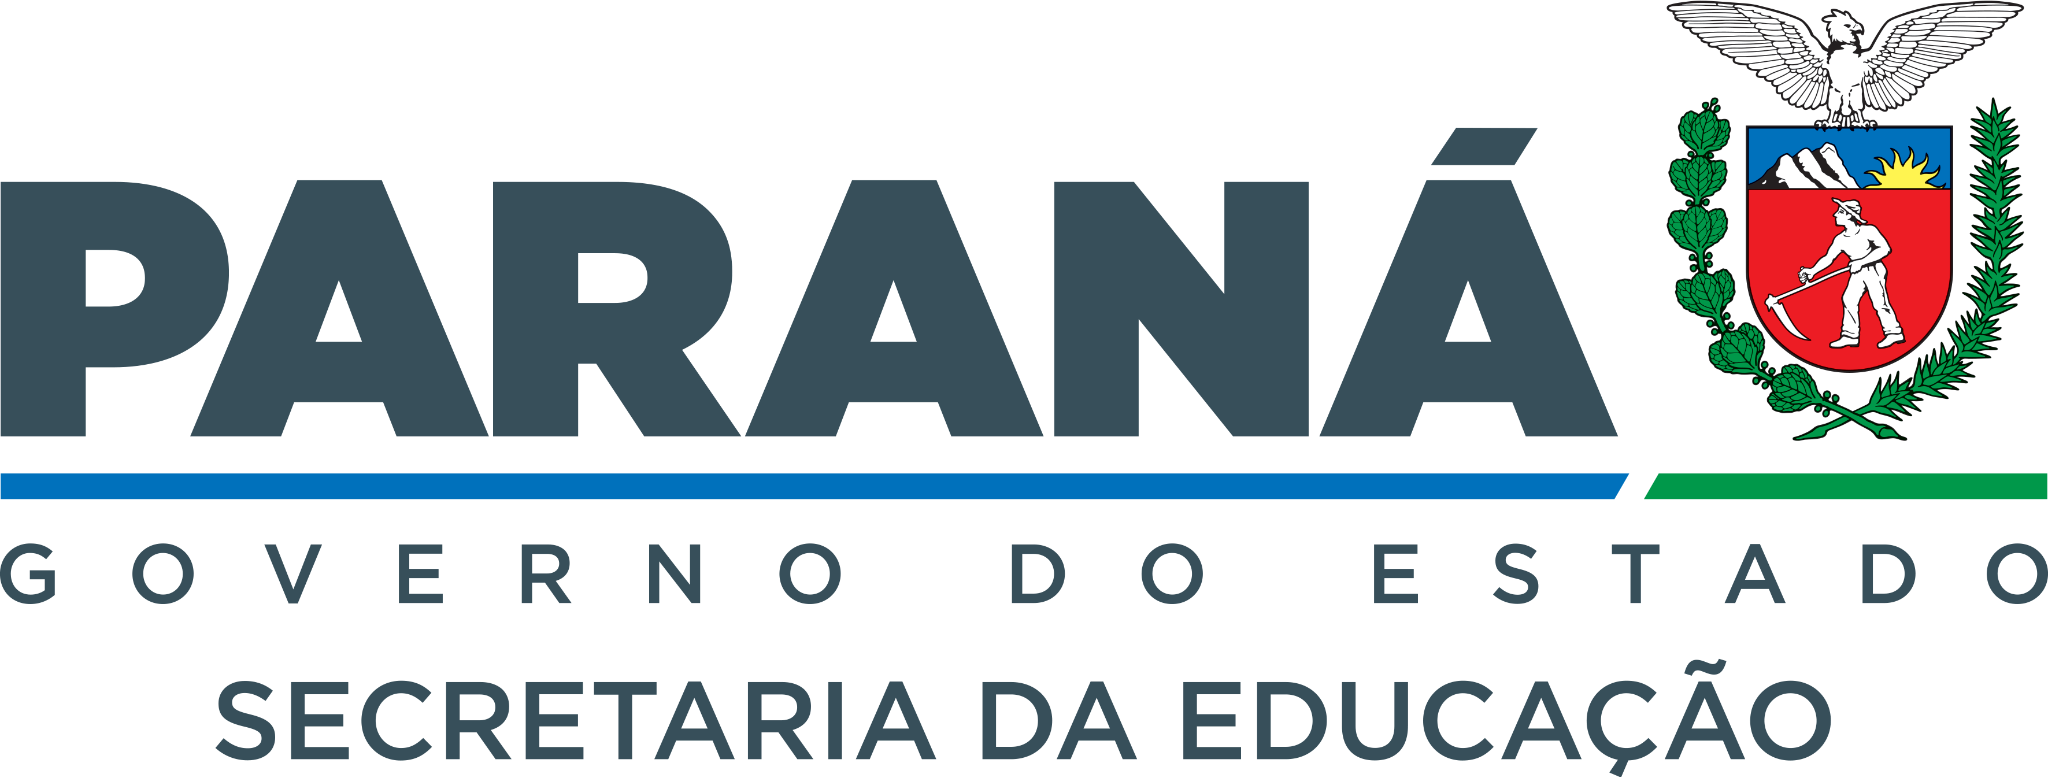 PARANÁ
GOVERNO DO ESTADO
SECRETARIA DA EDUCAÇÃO